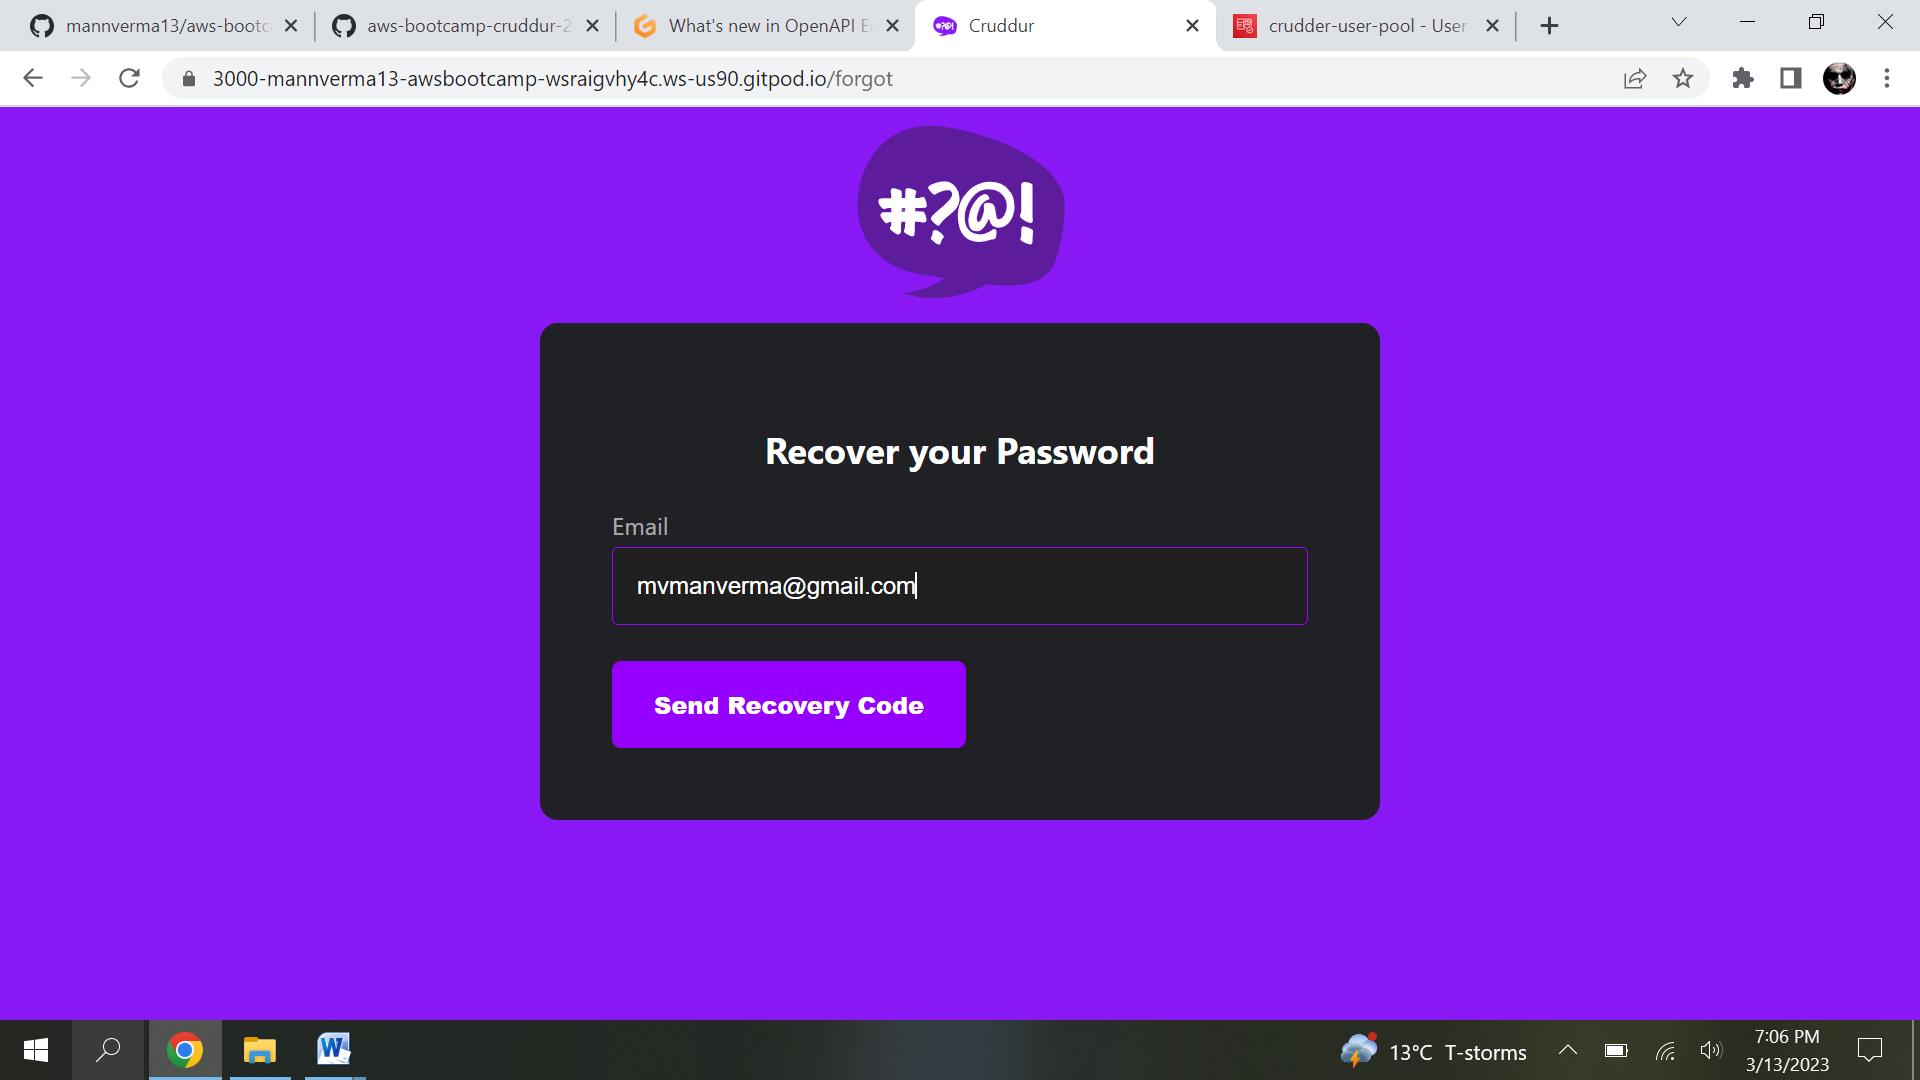 mannverma13/aws-bootc
aws-bootcamp-cruddur-2
What's new in OpenAPI E
Cruddur
crudder-user-pool - User
3000-mannverma13-awsbootcamp-wsraigvhy4c.ws-us90.gitpod.io/forgot
#?@!
Recover your Password
Email
mvmanverma@gmail.com
Send Recovery Code
13°C T-storms
7:06 PM
3/13/2023